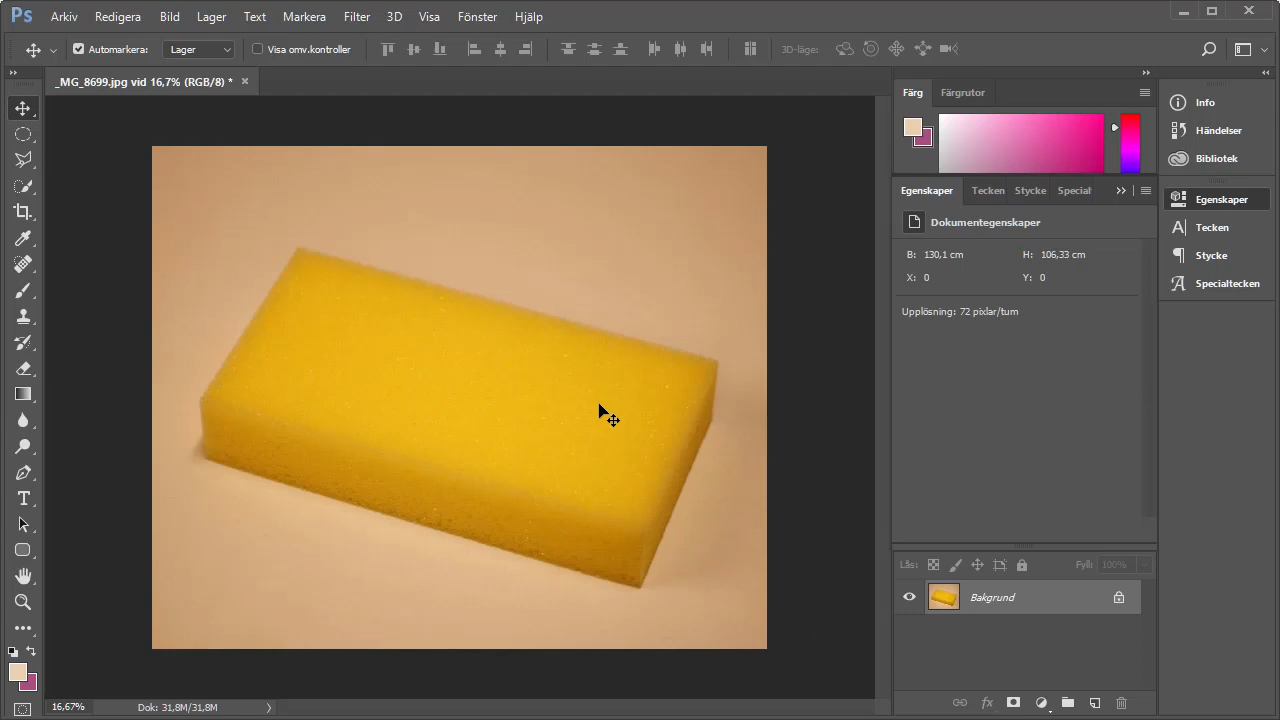 Ps Arkiv Redigera Bild Lager Text Markera Filter 3D Visa Fönster Hjälp
Automarkera: Lager Visa omv.kontroller 3D-läge:
_MG_8699.jpg vid 16,7% (RGB/8) * ×
Färg Färgrutor
Info
Händelser
Bibliotek
Egenskaper Tecken Stycke Special
Egenskaper
Tecken
Stycke
Specialtecken
Dokumentegenskaper
B: 130,1 cm H: 106,33 cm
X: 0 Y: 0
Upplösning: 72 pixlar/tum
Lås: Fyll: 100%
Bakgrund
fx
16,67% Dok: 31,8M/31,8M